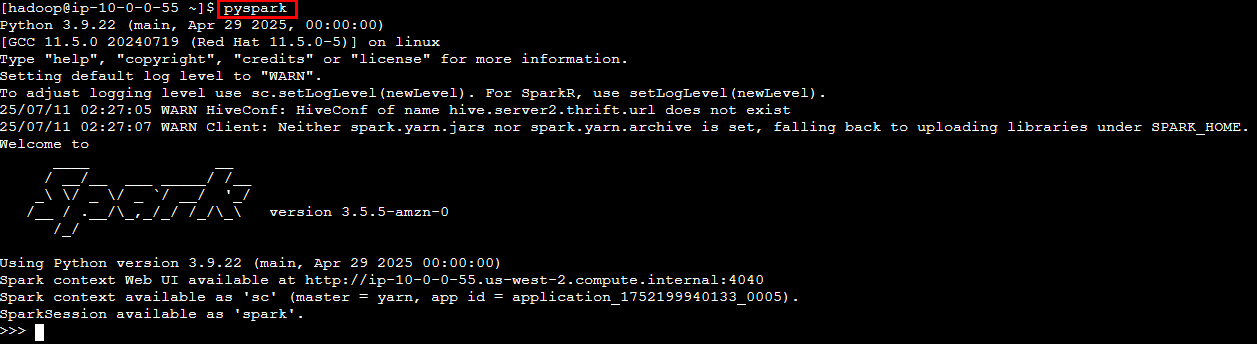 [hadoop@ip-10-0-0-55 ~]$ pyspark
Python 3.9.22 (main, Apr 29 2025, 00:00:00)
[GCC 11.5.0 20240719 (Red Hat 11.5.0-5)] on linux
Type "help", "copyright", "credits" or "license" for more information.
Setting default log level to "WARN".
To adjust logging level use sc.setLogLevel(newLevel). For SparkR, use setLogLevel(newLevel).
25/07/11 02:27:05 WARN HiveConf: HiveConf of name hive.server2.thrift.url does not exist
25/07/11 02:27:07 WARN Client: Neither spark.yarn.jars nor spark.yarn.archive is set, falling back to uploading libraries under SPARK_HOME.
Welcome to
Spark version 3.5.5-amzn-0
Using Python version 3.9.22 (main, Apr 29 2025 00:00:00)
Spark context Web UI available at http://ip-10-0-0-55.us-west-2.compute.internal:4040
Spark context available as 'sc' (master = yarn, app id = application_1752199940133_0005).
SparkSession available as 'spark'.
>>>